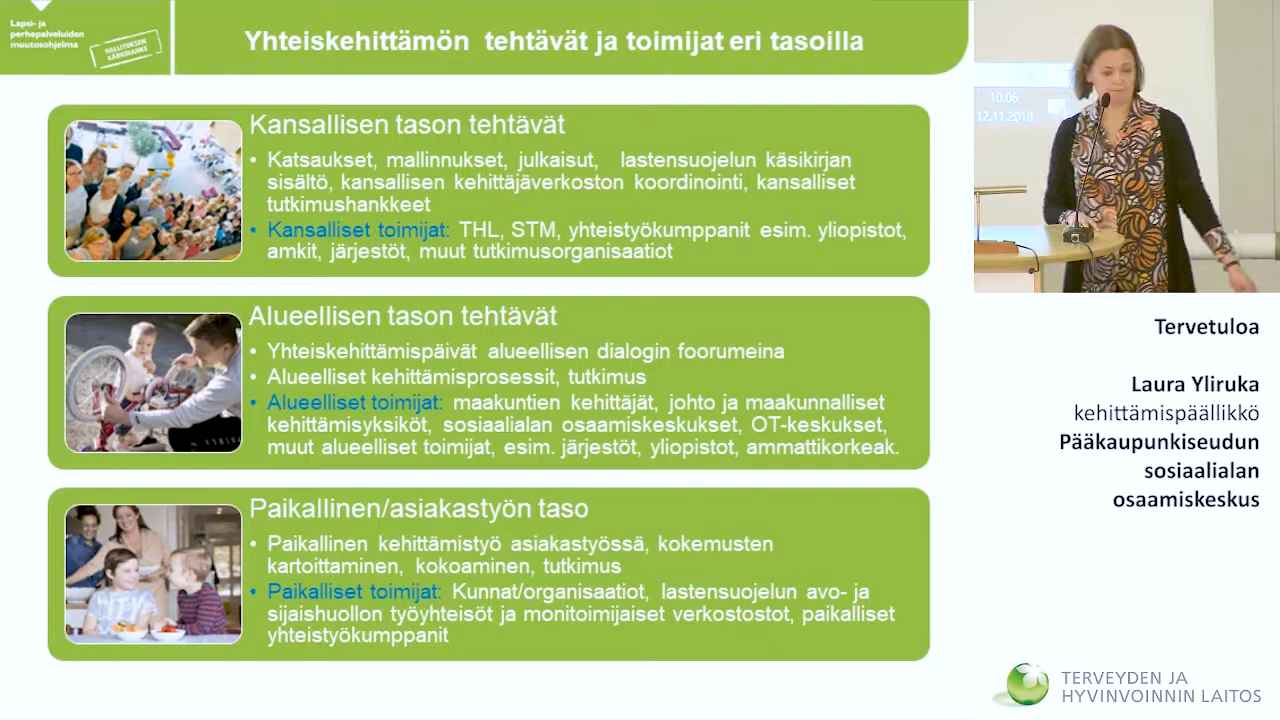 Lapsi- ja
perhepalveluiden
muutosohjelma
HALLITUKSEN
KÄRKIHANKE
Yhteiskehittämön tehtävät ja toimijat eri tasoilla
Kansallisen tason tehtävät
• Katsaukset, mallinnukset, julkaisut, lastensuojelun käsikirjan
sisältö, kansallisen kehittäjäverkoston koordinointi, kansalliset
tutkimushankkeet
• Kansalliset toimijat: THL, STM, yhteistyökumppanit esim. yliopistot,
amkit, järjestöt, muut tutkimusorganisaatiot
Alueellisen tason tehtävät
• Yhteiskehittämispäivät alueellisen dialogin foorumeina
• Alueelliset kehittämisprosessit, tutkimus
• Alueelliset toimijat: maakuntien kehittäjät, johto ja maakunnalliset
kehittämisyksiköt, sosiaalialan osaamiskeskukset, OT-keskukset,
muut alueelliset toimijat, esim. järjestöt, yliopistot, ammattikorkeak.
Paikallinen/asiakastyön taso
• Paikallinen kehittämistyö asiakastyössä, kokemusten
kartoittaminen, kokoaminen, tutkimus
• Paikalliset toimijat: Kunnat/organisaatiot, lastensuojelun avo- ja
sijaishuollon työyhteisöt ja monitoimijaiset verkostostot, paikalliset
yhteistyökumppanit
10.06
12.11.2018
Tervetuloa
Laura Yliruka
kehittämispäällikkö
Pääkaupunkiseudun
sosiaalialan
osaamiskeskus
TERVEYDEN JA
HYVINVOINNIN LAITOS